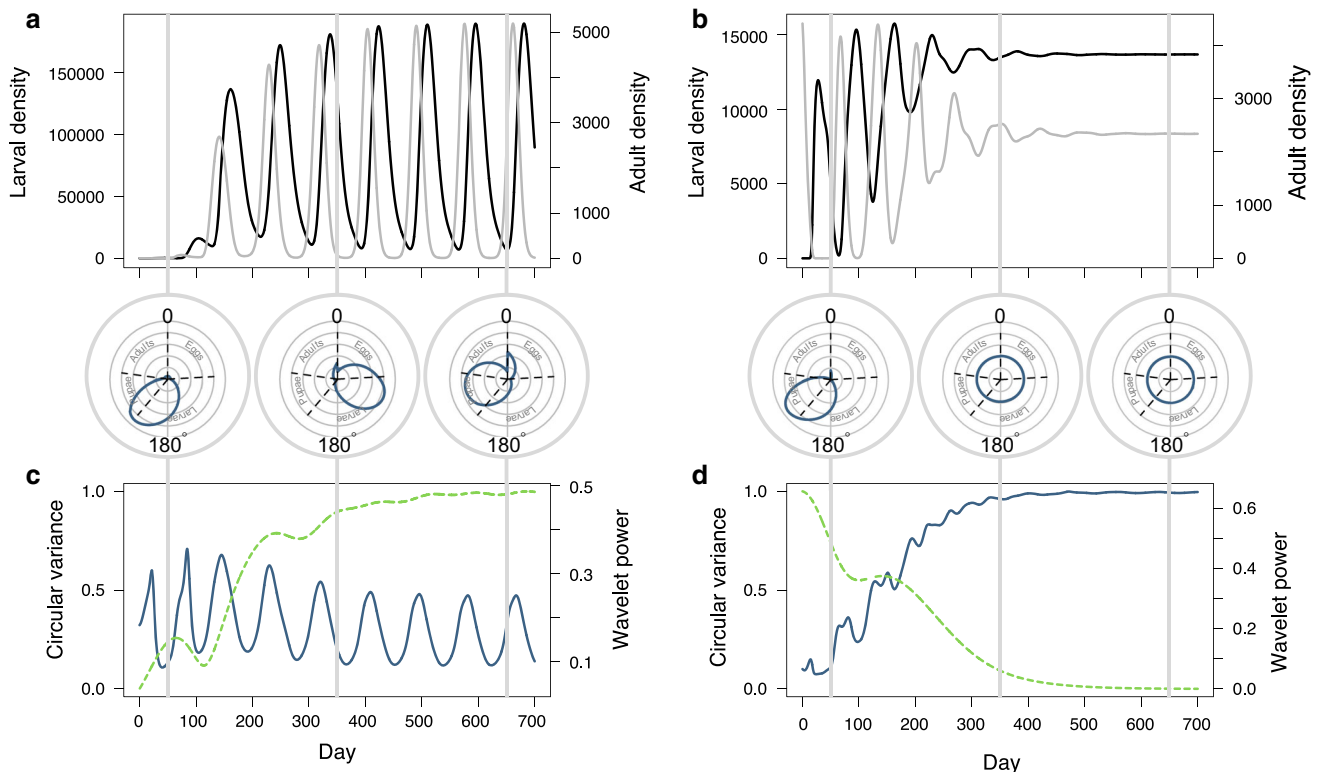 a
b
Larval density
150000
100000
50000
0
5000
3000
1000
0
Adult density
Larval density
15000
10000
5000
0
3000
1000
0
Adult density
0
Adults
Eggs
Pupae
Larvae
180°
0
Adults
Eggs
Pupae
Larvae
180°
0
Adults
Eggs
Pupae
Larvae
180°
0
Adults
Eggs
Pupae
Larvae
180°
0
Adults
Eggs
Pupae
Larvae
180°
0
Adults
Eggs
Pupae
Larvae
180°
c
d
Circular variance
1.0
0.5
0.0
0.5
0.3
0.1
Wavelet power
0 100 200 300 400 500 600 700
Day
Circular variance
1.0
0.5
0.0
0.6
0.4
0.2
0.0
Wavelet power
0 100 200 300 400 500 600 700
Day